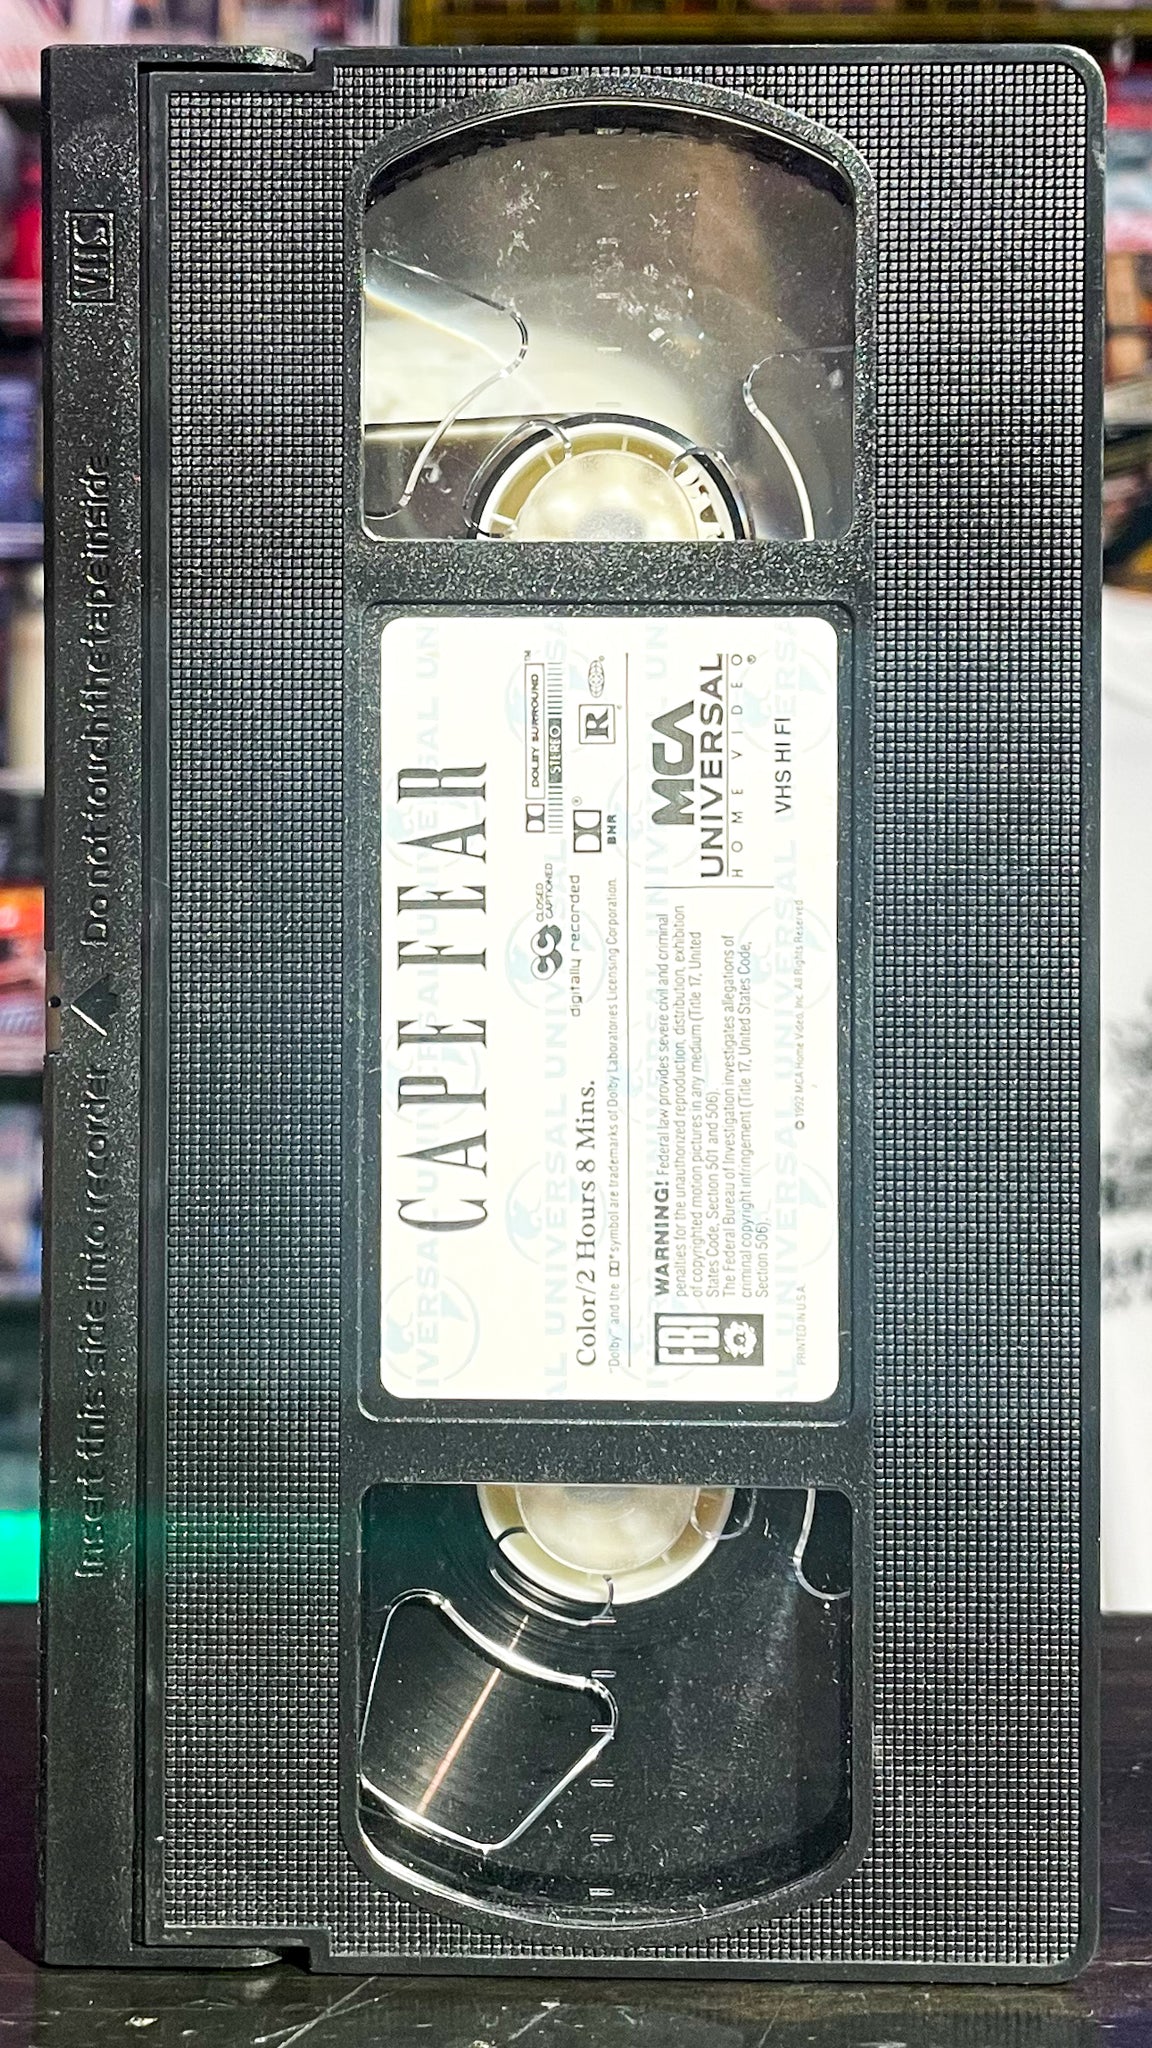 VHS
Insert this side into recorder
Do not touch the tape inside
CAPE FEAR
Color/2 Hours 8 Mins.
CC CLOSED
CAPTIONED
digitally recorded
DOLBY SURROUND™
STEREO
BNR
R
"Dolby" and the symbol are trademarks of Dolby Laboratories Licensing Corporation.
FBI
WARNING! Federal law provides severe civil and criminal
penalties for the unauthorized reproduction, distribution, exhibition
of copyrighted motion pictures in any medium (Title 17, United
States Code, Section 501 and 506).
The Federal Bureau of Investigation investigates allegations of
criminal copyright infringement (Title 17, United States Code,
Section 506).
PRINTED IN USA
© 1992 MCA Home Video, Inc. All Rights Reserved
MCA
UNIVERSAL
HOME VIDEO®
VHS HI FI